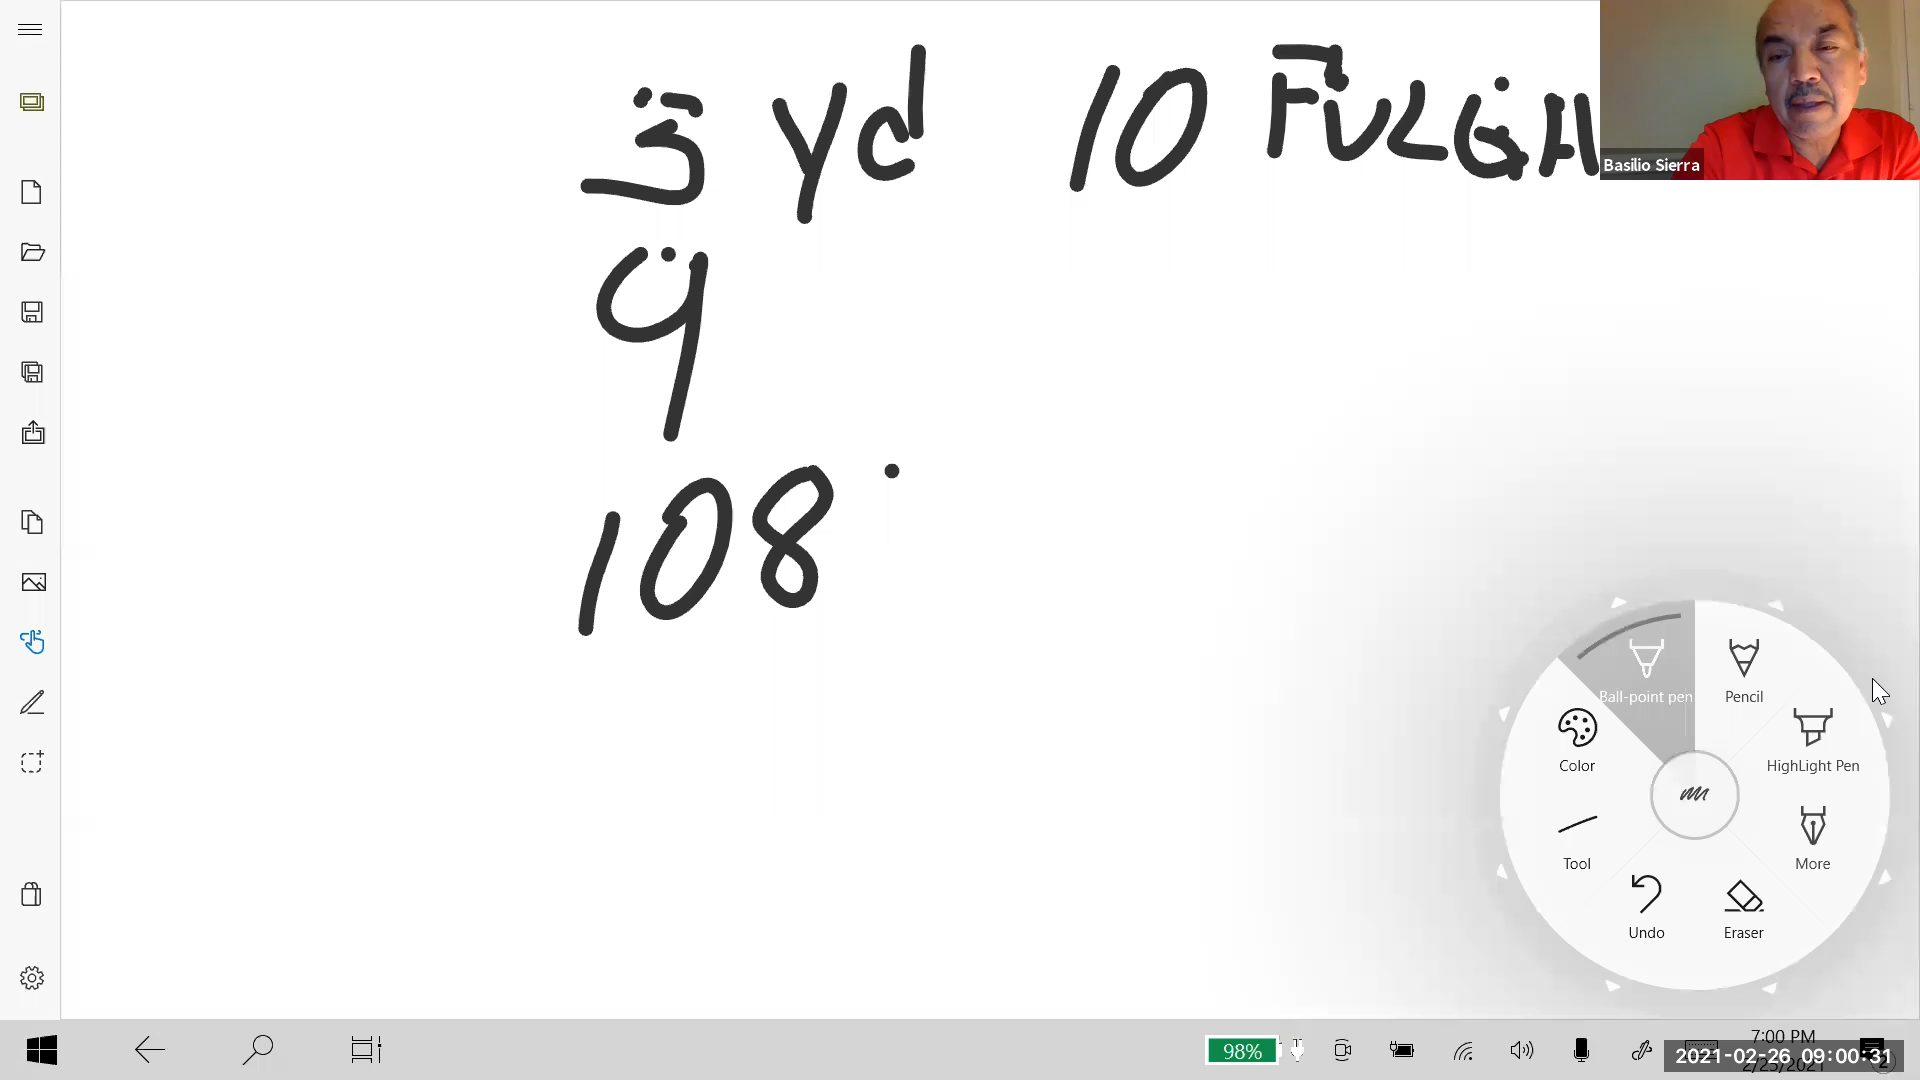 3 yd 10 FULGA
Basilio Sierra
9
108
Ball-point pen
Pencil
Color
HighLight Pen
Tool
More
Undo
Eraser
98%
7:00 PM
2021-02-26 09:00:31